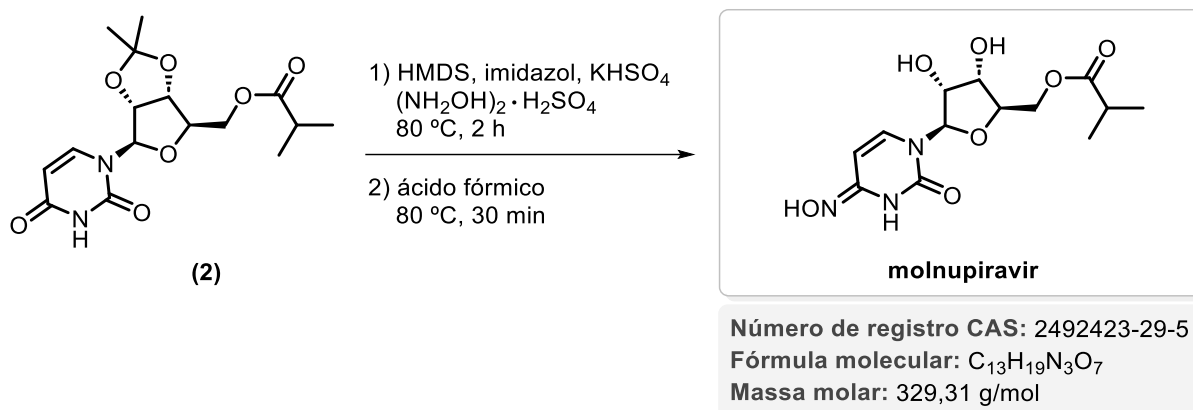 O
O
O
O
O
N
O
N
H
O
O
(2)
1) HMDS, imidazol, KHSO₄
(NH₂OH)₂ · H₂SO₄
80 ºC, 2 h
2) ácido fórmico
80 ºC, 30 min
HO
OH
O
O
O
N
HON
N
H
O
molnupiravir
Número de registro CAS: 2492423-29-5
Fórmula molecular: C₁₃H₁₉N₃O₇
Massa molar: 329,31 g/mol